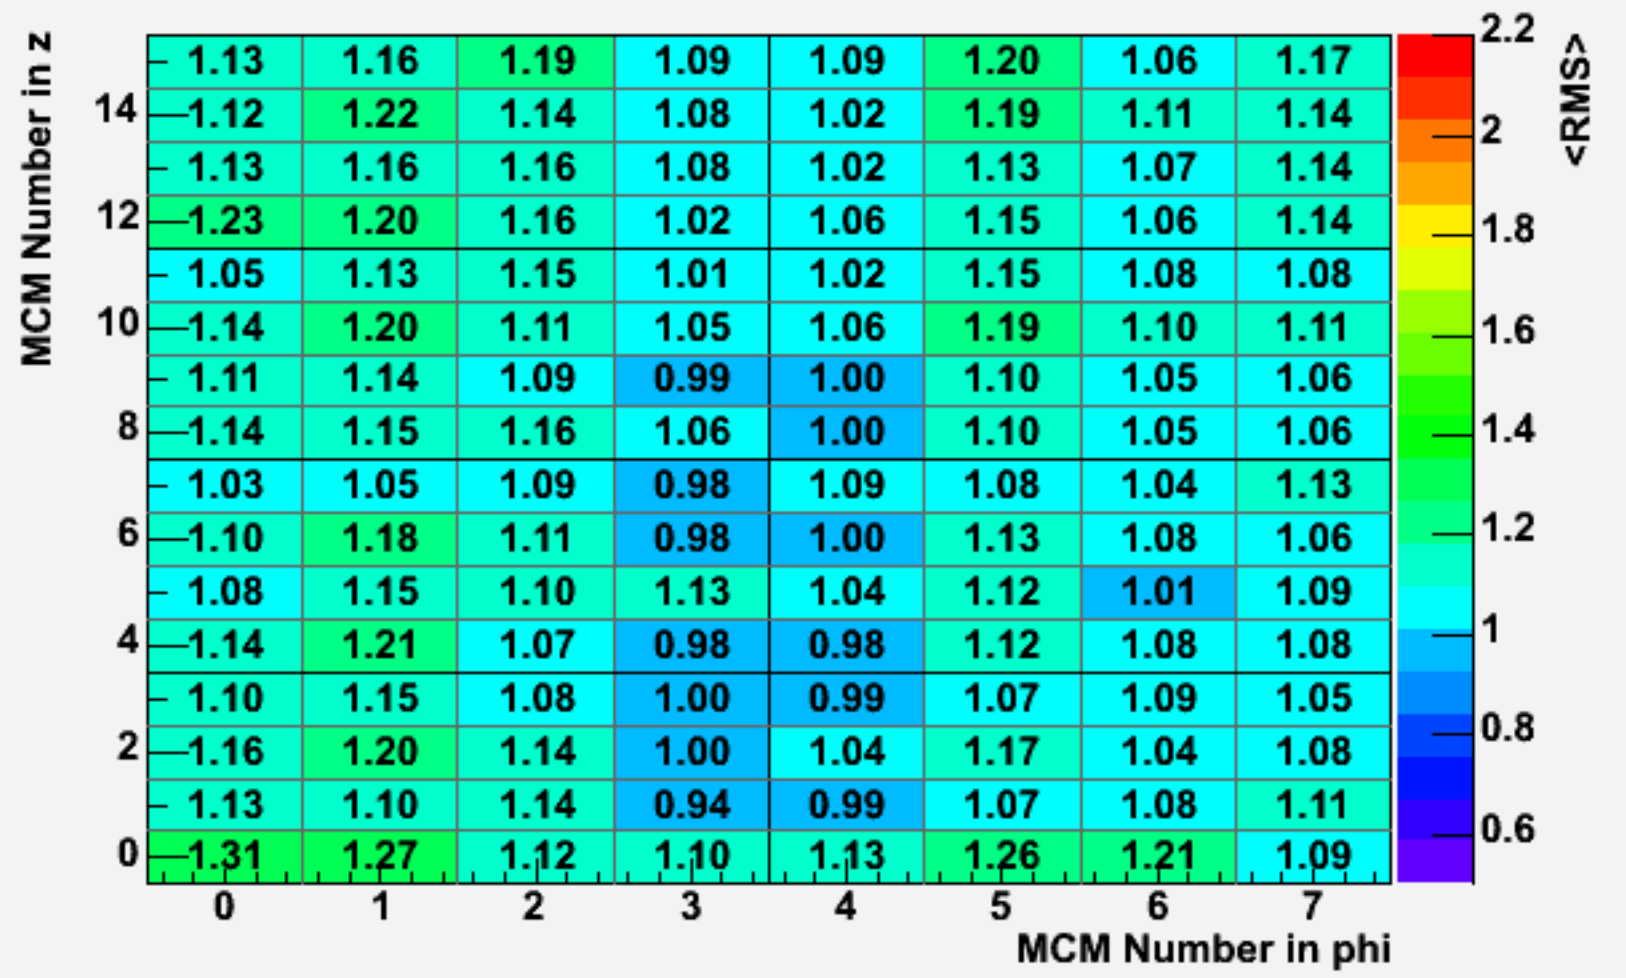 MCM Number in z
1.13 1.16 1.19 1.09 1.09 1.20 1.06 1.17
14 1.12 1.22 1.14 1.08 1.02 1.19 1.11 1.14
1.13 1.16 1.16 1.08 1.02 1.13 1.07 1.14
12 1.23 1.20 1.16 1.02 1.06 1.15 1.06 1.14
1.05 1.13 1.15 1.01 1.02 1.15 1.08 1.08
10 1.14 1.20 1.11 1.05 1.06 1.19 1.10 1.11
1.11 1.14 1.09 0.99 1.00 1.10 1.05 1.06
8 1.14 1.15 1.16 1.06 1.00 1.10 1.05 1.06
1.03 1.05 1.09 0.98 1.09 1.08 1.04 1.13
6 1.10 1.18 1.11 0.98 1.00 1.13 1.08 1.06
1.08 1.15 1.10 1.13 1.04 1.12 1.01 1.09
4 1.14 1.21 1.07 0.98 0.98 1.12 1.08 1.08
1.10 1.15 1.08 1.00 0.99 1.07 1.09 1.05
2 1.16 1.20 1.14 1.00 1.04 1.17 1.04 1.08
1.13 1.10 1.14 0.94 0.99 1.07 1.08 1.11
0 1.31 1.27 1.12 1.10 1.13 1.26 1.21 1.09
0 1 2 3 4 5 6 7
MCM Number in phi
2.2
2
1.8
1.6
1.4
1.2
1
0.8
0.6
<RMS>